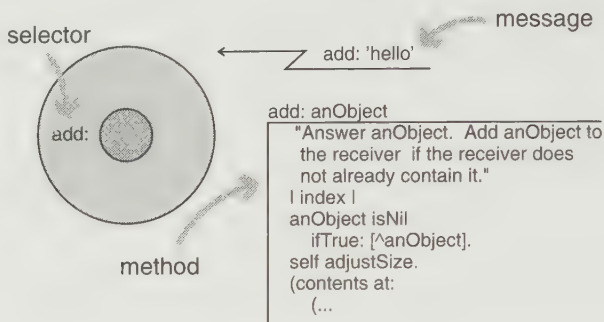 message
selector
add: 'hello'
add:
add: anObject
"Answer anObject. Add anObject to
the receiver if the receiver does
not already contain it."
| index |
anObject isNil
ifTrue: [^anObject].
self adjustSize.
(contents at:
(...
method